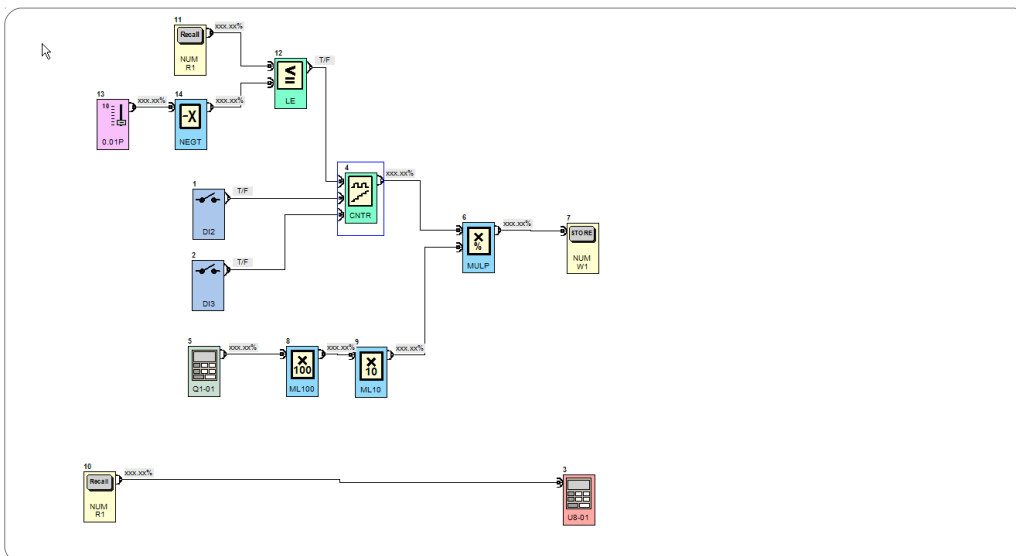 11
xxx.xx%
Recall
NUM
R1
12
T/F
≤
LE
13
xxx.xx%
10
0.01P
14
xxx.xx%
-X
NEGT
4
xxx.xx%
CNTR
1
T/F
DI2
2
T/F
DI3
6
xxx.xx%
X
%
MULP
7
STORE
NUM
W1
5
xxx.xx%
Q1-01
8
xxx.xx%
X
100
ML100
9
xxx.xx%
X
10
ML10
10
xxx.xx%
Recall
NUM
R1
3
U8-01